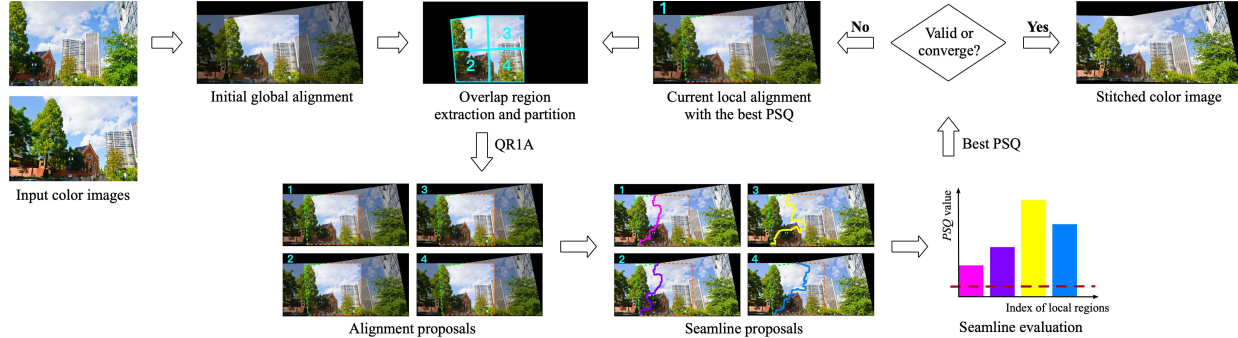 1
No
Valid or
converge?
Yes
1
3
2
4
Initial global alignment
Overlap region
extraction and partition
Current local alignment
with the best PSQ
Stitched color image
QR1A
Best PSQ
Input color images
1
3
2
4
1
3
2
4
PSQ value
Index of local regions
Alignment proposals
Seamline proposals
Seamline evaluation